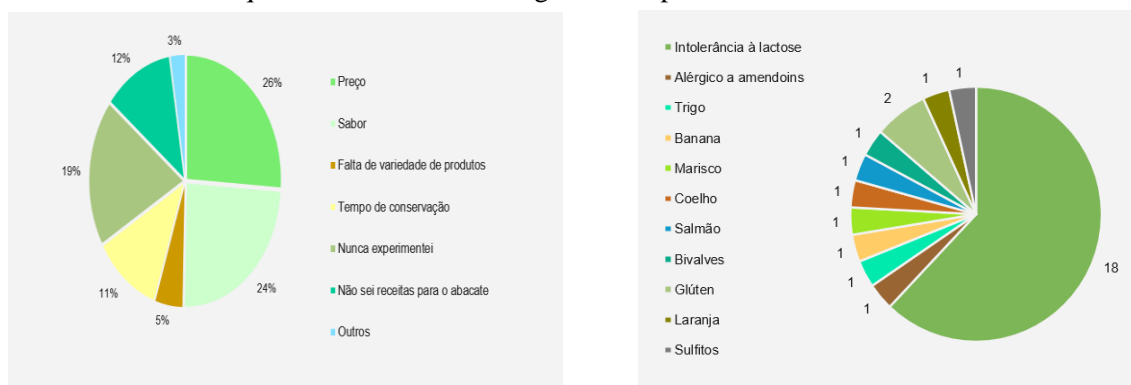 3%
12%
26%
19%
11%
5%
24%
Preço
Sabor
Falta de variedade de produtos
Tempo de conservação
Nunca experimentei
Não sei receitas para o abacate
Outros
Intolerância à lactose
Alérgico a amendoins
Trigo
Banana
Marisco
Coelho
Salmão
Bivalves
Glúten
Laranja
Sulfitos
1
1
2
1
1
1
1
1
1
1
18